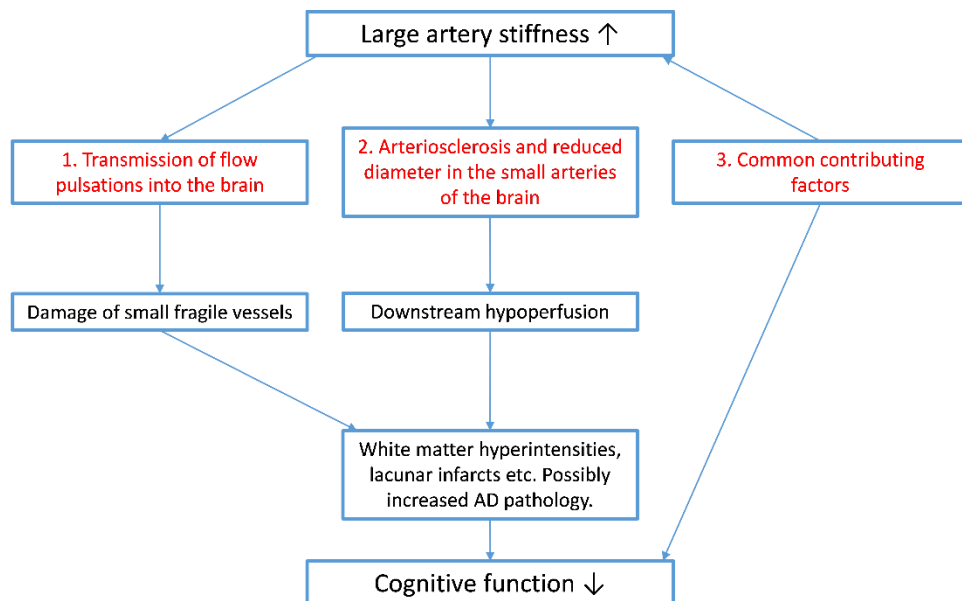 Large artery stiffness ↑
1. Transmission of flow
pulsations into the brain
2. Arteriosclerosis and reduced
diameter in the small arteries
of the brain
3. Common contributing
factors
Damage of small fragile vessels
Downstream hypoperfusion
White matter hyperintensities,
lacunar infarcts etc. Possibly
increased AD pathology.
Cognitive function ↓